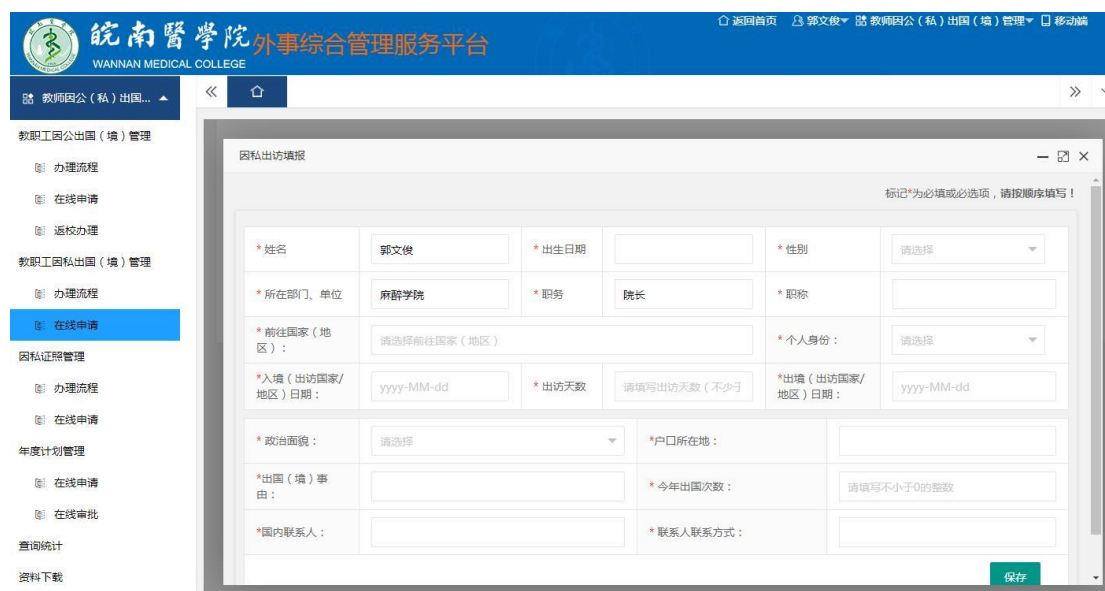 返回首页 郭文俊 教师因公（私）出国（境）管理 移动端
皖南醫學院外事综合管理服务平台
WANNAN MEDICAL COLLEGE
教师因公（私）出国...
教职工因公出国（境）管理
办理流程
在线申请
返校办理
教职工因私出国（境）管理
办理流程
在线申请
因私证照管理
办理流程
在线申请
年度计划管理
在线申请
在线审批
查询统计
资料下载
因私出访填报
标记*为必填或必选项，请按顺序填写！
*姓名 郭文俊 *出生日期 *性别 请选择
*所在部门、单位 麻醉学院 *职务 院长 *职称
*前往国家（地
区）： 请选择前往国家（地区） *个人身份： 请选择
*入境（出访国家/
地区）日期： yyyy-MM-dd *出访天数 请填写出访天数（不少于 *出境（出访国家/
地区）日期： yyyy-MM-dd
*政治面貌： 请选择 *户口所在地：
*出国（境）事
由： *今年出国次数： 请填写不小于0的整数
*国内联系人： *联系人联系方式：
保存